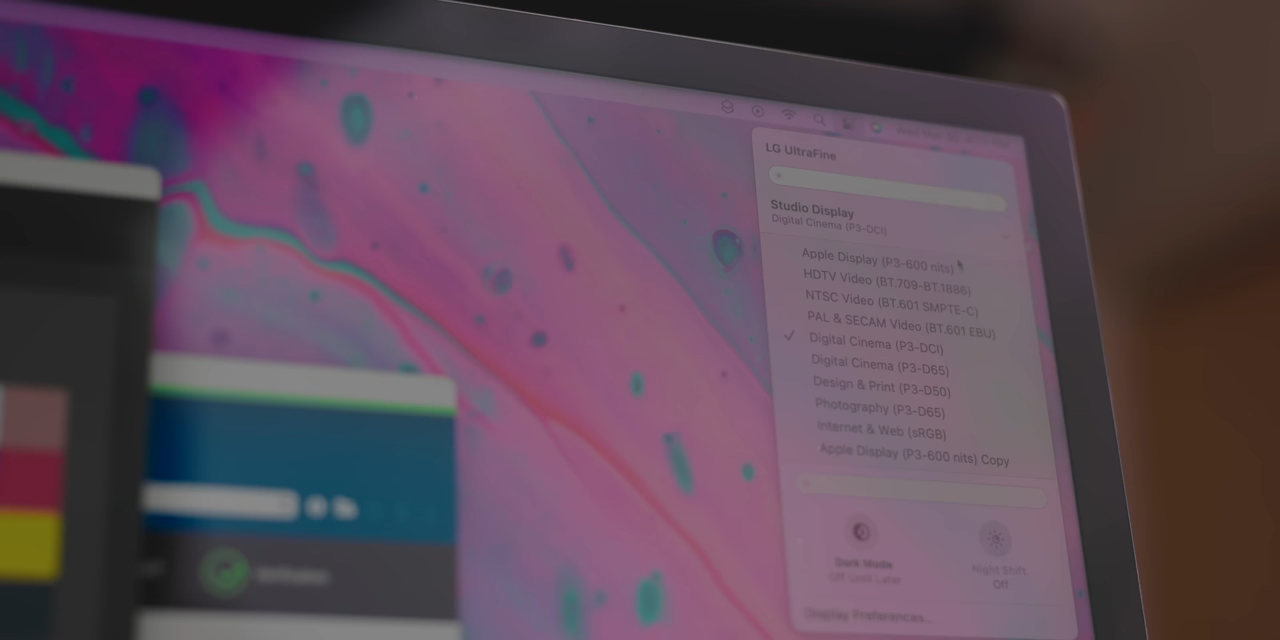 LG UltraFine
Studio Display
Digital Cinema (P3-DCI)
Apple Display (P3-600 nits)
HDTV Video (BT.709-BT.1886)
NTSC Video (BT.601 SMPTE-C)
PAL & SECAM Video (BT.601 EBU)
Digital Cinema (P3-DCI)
Digital Cinema (P3-D65)
Design & Print (P3-D50)
Photography (P3-D65)
Internet & Web (sRGB)
Apple Display (P3-600 nits) Copy
Dark Mode
Off Until Later
Night Shift
Off
Display Preferences...